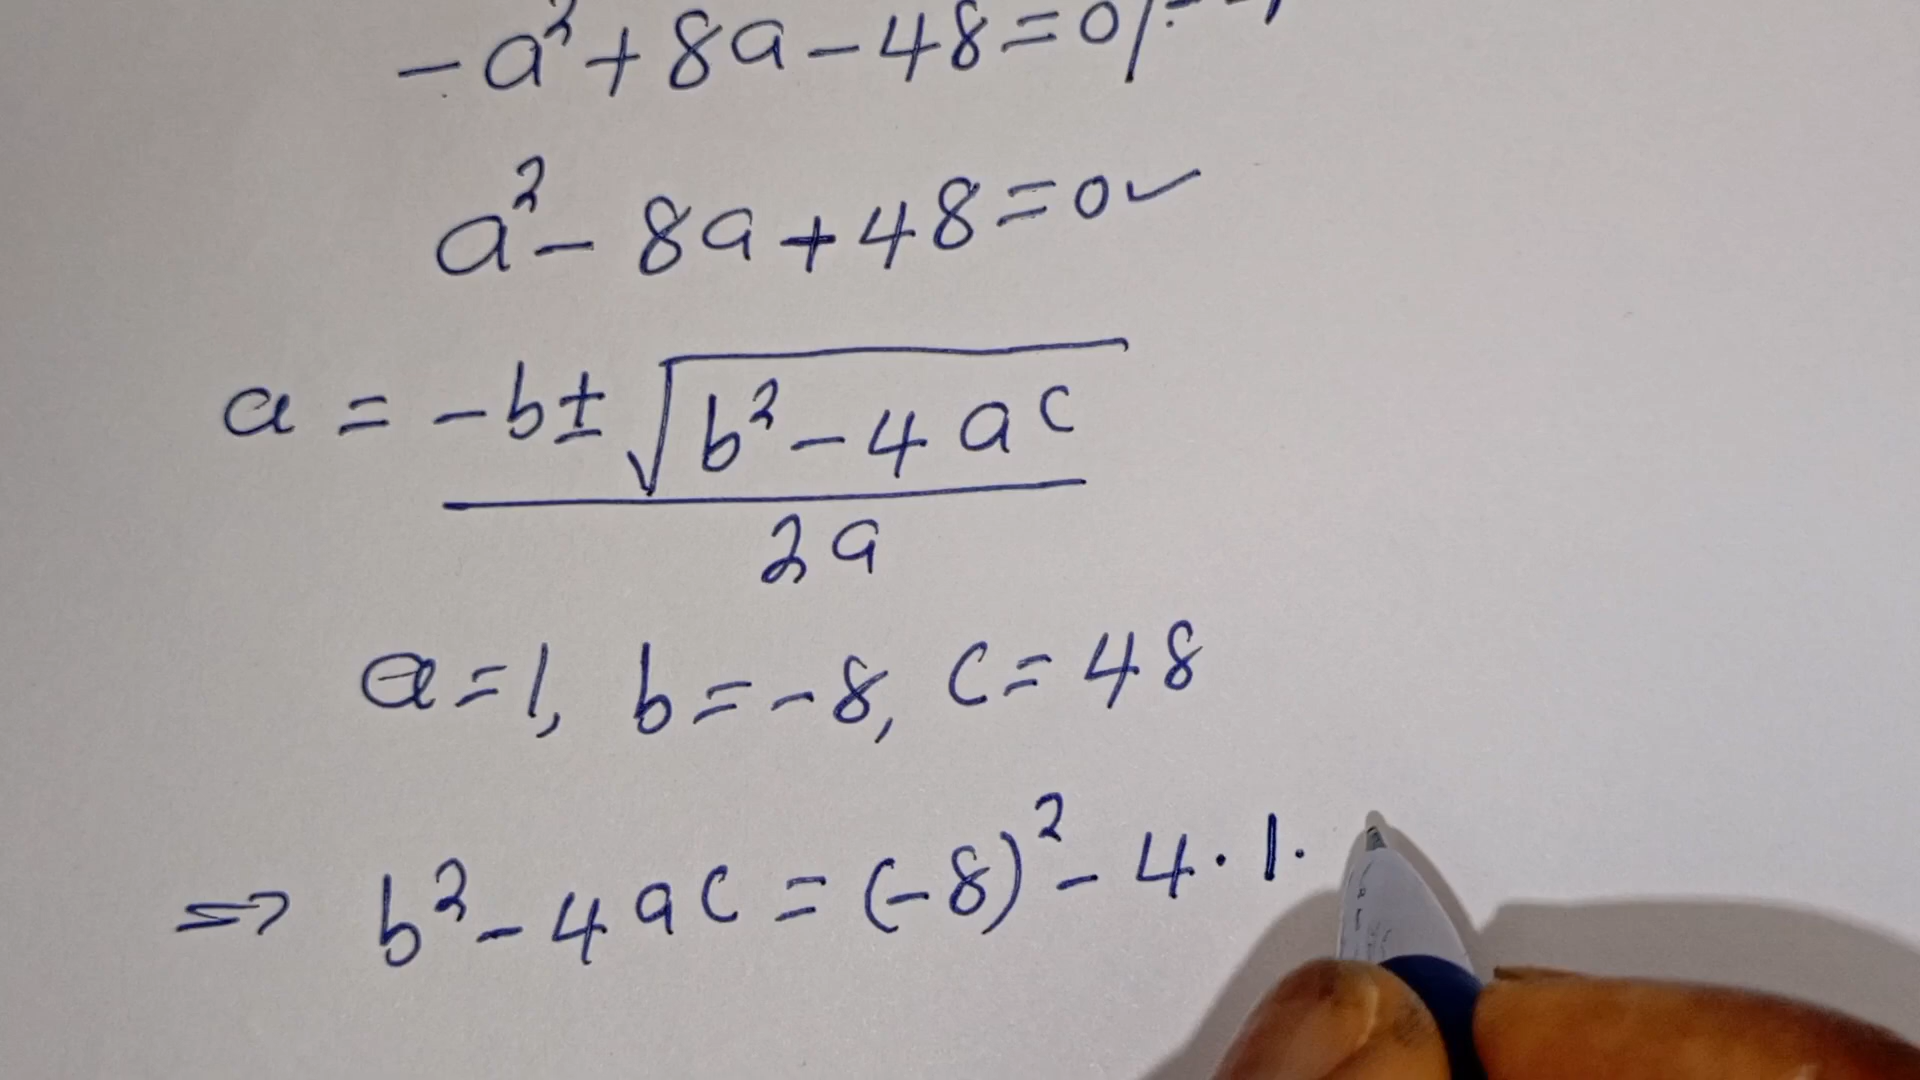 -a²+8a-48=0/
a²-8a+48=0✓
a = -b±√(b²-4ac)
2a
a=1, b=-8, c=48
⇒ b²-4ac=(-8)²-4·1·